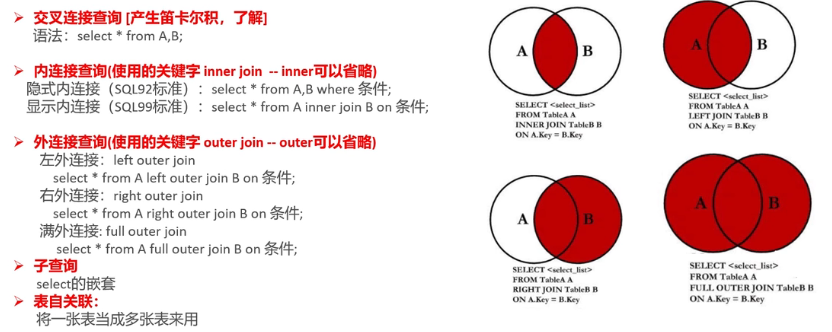 ➢ 交叉连接查询 [产生笛卡尔积，了解]
语法：select * from A,B;
➢ 内连接查询(使用的关键字 inner join -- inner可以省略)
隐式内连接（SQL92标准）：select * from A,B where 条件;
显示内连接（SQL99标准）：select * from A inner join B on 条件;
➢ 外连接查询(使用的关键字 outer join -- outer可以省略)
左外连接：left outer join
select * from A left outer join B on 条件;
右外连接：right outer join
select * from A right outer join B on 条件;
满外连接: full outer join
select * from A full outer join B on 条件;
➢ 子查询
select的嵌套
➢ 表自关联：
将一张表当成多张表来用
A B
SELECT <select_list>
FROM TableA A
INNER JOIN TableB B
ON A.Key = B.Key
A B
SELECT <select_list>
FROM TableA A
LEFT JOIN TableB B
ON A.Key = B.Key
A B
SELECT <select_list>
FROM TableA A
RIGHT JOIN TableB B
ON A.Key = B.Key
A B
SELECT <select_list>
FROM TableA A
FULL OUTER JOIN TableB B
ON A.Key = B.Key